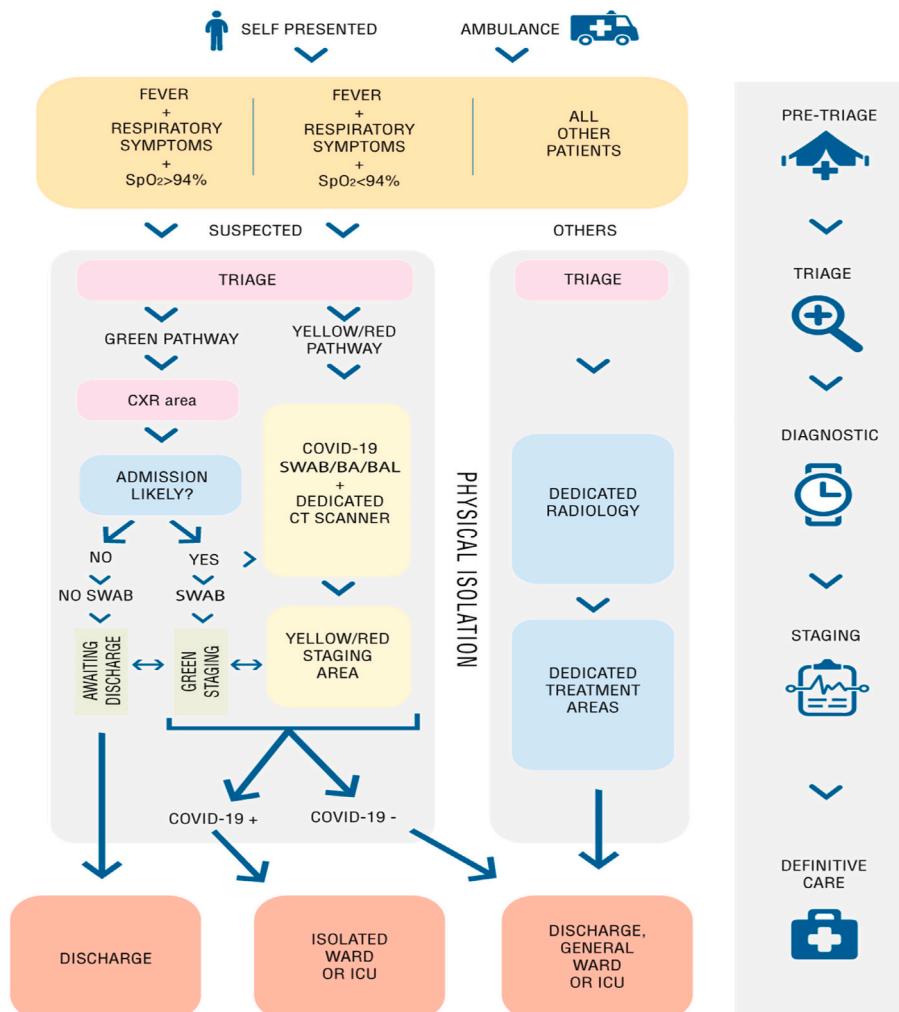 SELF PRESENTED
AMBULANCE
FEVER
+
RESPIRATORY
SYMPTOMS
+
SpO₂>94%
FEVER
+
RESPIRATORY
SYMPTOMS
+
SpO₂<94%
ALL
OTHER
PATIENTS
SUSPECTED
OTHERS
TRIAGE
GREEN PATHWAY
YELLOW/RED
PATHWAY
CXR area
ADMISSION
LIKELY?
NO
YES
NO SWAB
SWAB
AWAITING
DISCHARGE
GREEN
STAGING
COVID-19
SWAB/BA/BAL
+
DEDICATED
CT SCANNER
YELLOW/RED
STAGING
AREA
COVID-19 +
COVID-19 -
PHYSICAL ISOLATION
TRIAGE
DEDICATED
RADIOLOGY
DEDICATED
TREATMENT
AREAS
DISCHARGE
ISOLATED
WARD
OR ICU
DISCHARGE,
GENERAL
WARD
OR ICU
PRE-TRIAGE
TRIAGE
DIAGNOSTIC
STAGING
DEFINITIVE
CARE